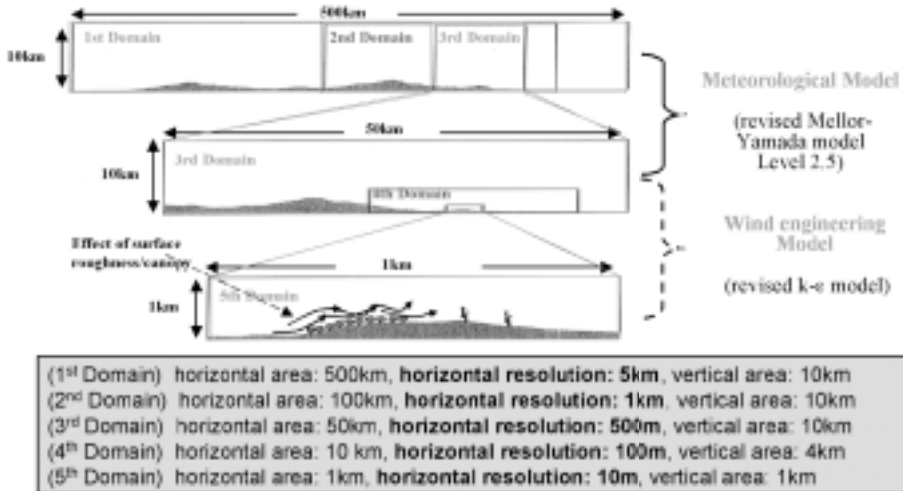 500km
1st Domain
2nd Domain
3rd Domain
10km
Meteorological Model
(revised Mellor-
Yamada model
Level 2.5)
50km
3rd Domain
10km
4th Domain
Wind engineering
Model
(revised k-ε model)
Effect of surface
roughness/canopy
1km
5th Domain
1km
(1st Domain) horizontal area: 500km, horizontal resolution: 5km, vertical area: 10km
(2nd Domain) horizontal area: 100km, horizontal resolution: 1km, vertical area: 10km
(3rd Domain) horizontal area: 50km, horizontal resolution: 500m, vertical area: 10km
(4th Domain) horizontal area: 10 km, horizontal resolution: 100m, vertical area: 4km
(5th Domain) horizontal area: 1km, horizontal resolution: 10m, vertical area: 1km